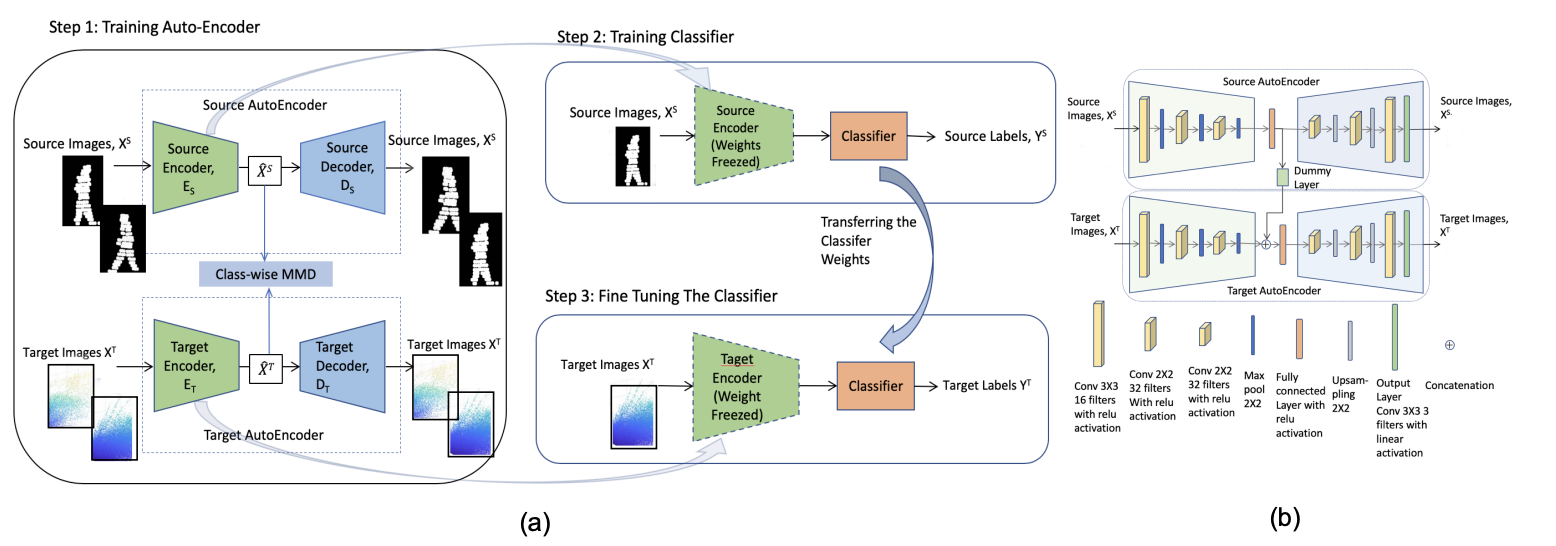 Step 1: Training Auto-Encoder
Source AutoEncoder
Source Images, X^S
Source
Encoder,
E_S
X̂^S
Source
Decoder,
D_S
Source Images, X^S
Class-wise MMD
Target Images X^T
Target
Encoder,
E_T
X̂^T
Target
Decoder,
D_T
Target Images X^T
Target AutoEncoder
Step 2: Training Classifier
Source Images, X^S
Source
Encoder
(Weights
Freezed)
Classifier
Source Labels, Y^S
Transferring the
Classifer
Weights
Step 3: Fine Tuning The Classifier
Target Images X^T
Taget
Encoder
(Weight
Freezed)
Classifier
Target Labels Y^T
(a)
Source AutoEncoder
Source
Images, X^S
Source Images,
X^S.
Dummy
Layer
Target
Images, X^T
Target Images,
X^T
Target AutoEncoder
Conv 3X3
16 filters
with relu
activation
Conv 2X2
32 filters
With relu
activation
Conv 2X2
32 filters
with relu
activation
Max
pool
2X2
Fully
connected
Layer with
relu
activation
Upsam-
pling
2X2
Output
Layer
Conv 3X3 3
filters with
linear
activation
Concatenation
(b)